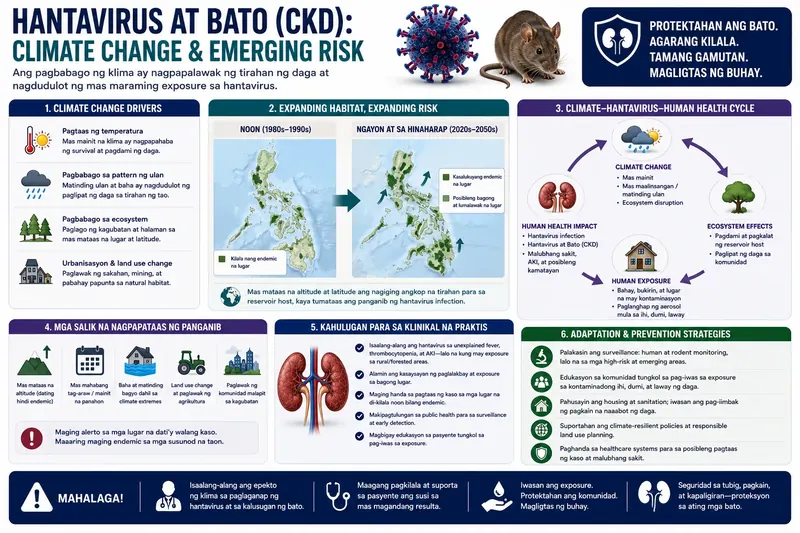 HANTAVIRUS AT BATO (CKD):
CLIMATE CHANGE & EMERGING RISK
Ang pagbabago ng klima ay nagpapalawak ng tirahan ng daga at
nagdudulot ng mas maraming exposure sa hantavirus.
PROTEKTAHAN ANG BATO.
AGARANG KILALA.
TAMANG GAMUTAN.
MAGLIGTAS NG BUHAY.
1. CLIMATE CHANGE DRIVERS
Pagtaas ng temperatura
Mas mainit na klima ay nagpapahaba
ng survival at pagdami ng daga.
Pagbabago sa pattern ng ulan
Matinding ulan at baha ay nagdudulot ng
paglipat ng daga sa tirahan ng tao.
Pagbabago sa ecosystem
Paglago ng kagubatan at halaman sa
mas mataas na lugar at latitude.
Urbanisasyon & land use change
Paglawak ng sakahan, mining, at
pababay papunta sa natural habitat.
2. EXPANDING HABITAT, EXPANDING RISK
NOON (1980s–1990s)
Kilala nang endemic
na lugar
NGAYON AT SA HINAHARAP (2020s–2050s)
Kasalukuyang endemic
na lugar
Posibleng bagong
at lumalawak na lugar
Mas mataas na altitude at latitude ang nagiging angkop na tirahan para sa
reservoir host, kaya tumataas ang panganib ng hantavirus infection.
3. CLIMATE–HANTAVIRUS–HUMAN HEALTH CYCLE
CLIMATE CHANGE
• Mas mainit
• Mas maalinsangan /
matinding ulan
• Ecosystem disruption
HUMAN HEALTH IMPACT
• Hantavirus infection
• Hantavirus at Bato (CKD)
• Malubhang sakit,
AKI, at posibleng
kamatayan
ECOSYSTEM EFFECTS
• Pagdami at pagkalat
ng reservoir host
• Paglipat ng daga sa
komunidad
HUMAN EXPOSURE
• Bahay, bukirin, at lugar
na may kontaminasyon
• Paglanghap ng aerosol
mula sa ihi, dumi, laway
4. MGA SALIK NA NAGPAPATAAS NG PANGANIB
Mas mataas na
altitude (dating
hindi endemic)
Mas mahabang
tag-araw / mainit
na panahon
Baha at matinding
bagyo dahil sa
climate extremes
Land use change
at paglawak ng
agrikultura
Paglawak ng
komunidad malapit
sa kagubatan
Maging alerto sa mga lugar na dati'y walang kaso.
Maaaring maging endemic sa mga susunod na taon.
5. KAHULUGAN PARA SA KLINIKAL NA PRAKTIS
Isaalang-alang ang hantavirus sa unexplained fever,
thrombocytopenia, at AKI—lalo na kung may exposure
sa rural/forested areas.
Alamin ang kasaysayan ng paglalakbay at exposure
sa bagong lugar.
Maging handa sa pagtaas ng kaso sa mga lugar na
di-kilala noon bilang endemic.
Makipagtulungan sa public health para sa surveillance
at early detection.
Magbigay edukasyon sa pasyente tungkol sa
pag-iwas sa exposure.
6. ADAPTATION & PREVENTION STRATEGIES
Palakasin ang surveillance: human at rodent monitoring,
lalo na sa mga high-risk at emerging areas.
Edukasyon sa komunidad tungkol sa pag-iwas sa exposure
sa kontaminadong ihi, dumi, at laway ng daga.
Pahusayin ang housing at sanitation; iwasan ang pag-iimbak
ng pagkain na naaabot ng daga.
Suportahan ang climate-resilient policies at responsible
land use planning.
Paghanda sa healthcare systems para sa posibleng pagtaas
ng kaso at malubhang sakit.
MAHALAGA!
Isaalang-alang ang epekto
ng klima sa paglaganap ng
hantavirus at sa kalusugan ng bato.
Maagang pagkilala at suporta
sa pasyente ang susi sa
mas magandang resulta.
Iwasan ang exposure.
Protektahan ang komunidad.
Magligtas ng buhay.
Seguridad sa tubig, pagkain,
at kapaligiran—proteksyon
sa ating mga bato.